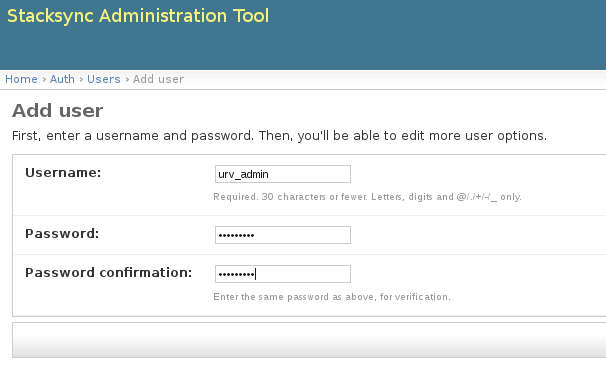 Stacksync Administration Tool
Home › Auth › Users › Add user
Add user
First, enter a username and password. Then, you'll be able to edit more user options.
Username: urv_admin
Required. 30 characters or fewer. Letters, digits and @/./+/-/_ only.
Password: •••••••••
Password confirmation: •••••••••
Enter the same password as above, for verification.